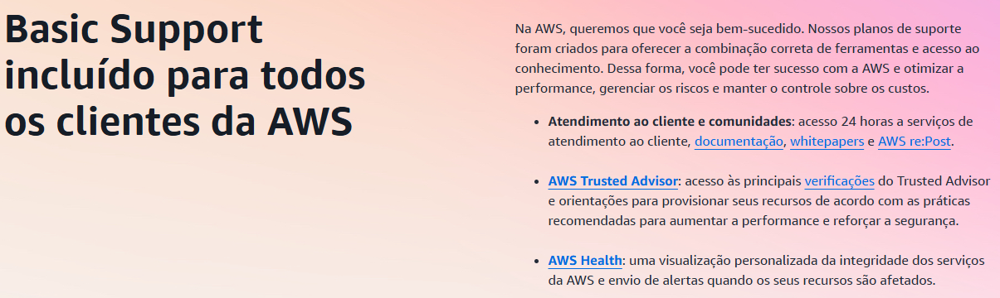 Basic Support
incluído para todos
os clientes da AWS
Na AWS, queremos que você seja bem-sucedido. Nossos planos de suporte
foram criados para oferecer a combinação correta de ferramentas e acesso ao
conhecimento. Dessa forma, você pode ter sucesso com a AWS e otimizar a
performance, gerenciar os riscos e manter o controle sobre os custos.
• Atendimento ao cliente e comunidades: acesso 24 horas a serviços de
atendimento ao cliente, documentação, whitepapers e AWS re:Post.
• AWS Trusted Advisor: acesso às principais verificações do Trusted Advisor
e orientações para provisionar seus recursos de acordo com as práticas
recomendadas para aumentar a performance e reforçar a segurança.
• AWS Health: uma visualização personalizada da integridade dos serviços
da AWS e envio de alertas quando os seus recursos são afetados.